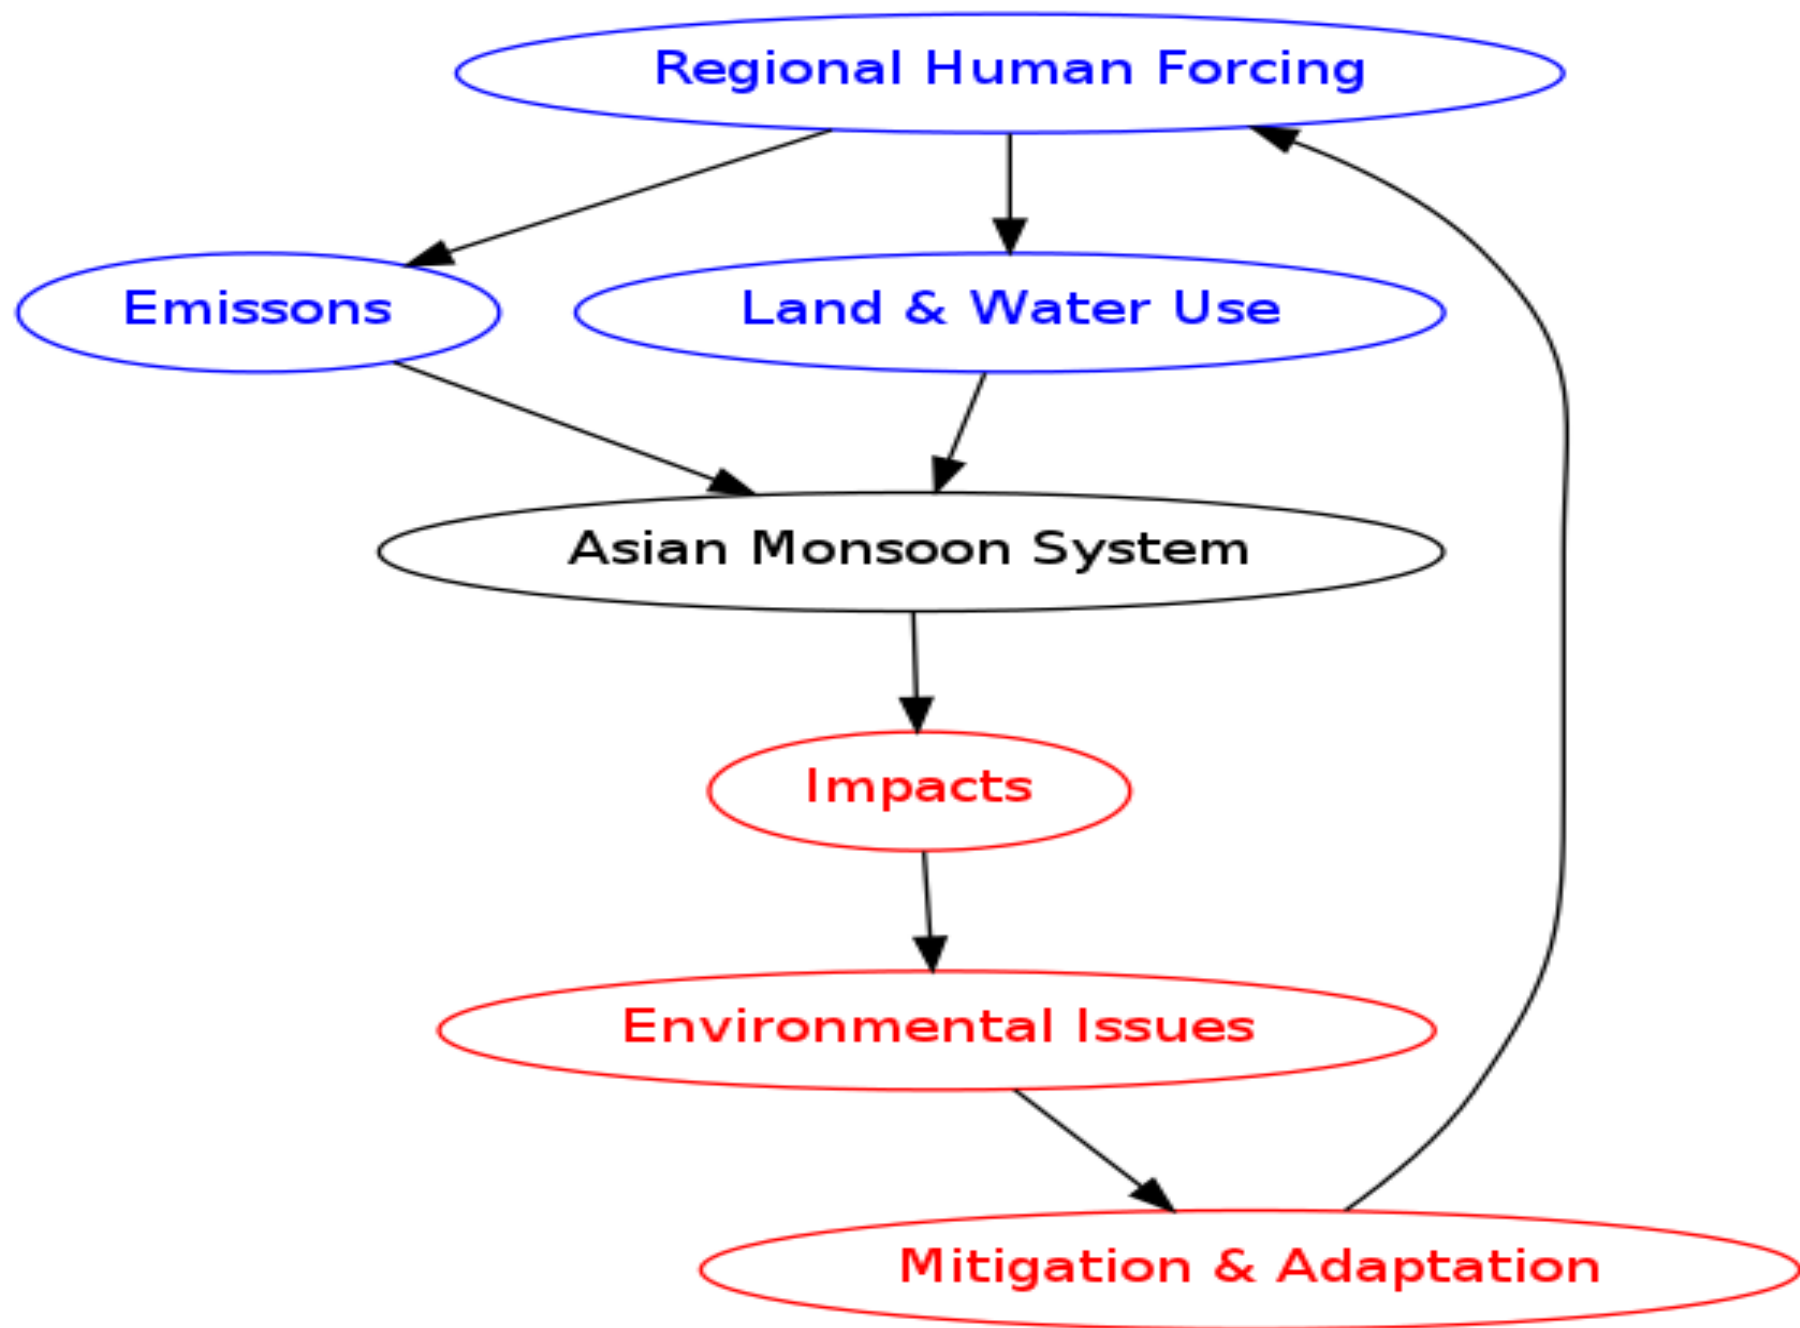 Regional Human Forcing
Emissons
Land & Water Use
Asian Monsoon System
Impacts
Environmental Issues
Mitigation & Adaptation